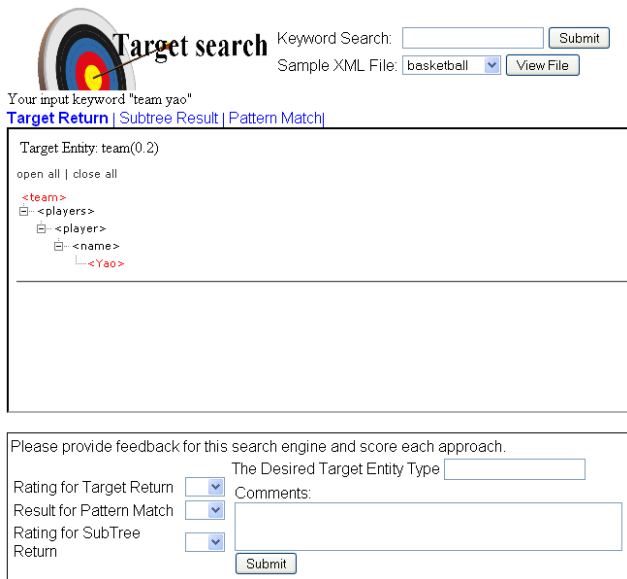 Target search
Keyword Search: Submit
Sample XML File: basketball View File
Your input keyword "team yao"
Target Return | Subtree Result | Pattern Match|
Target Entity: team(0.2)
open all | close all
<team>
<players>
<player>
<name>
<Yao>
Please provide feedback for this search engine and score each approach.
The Desired Target Entity Type
Rating for Target Return
Comments:
Result for Pattern Match
Rating for SubTree
Return
Submit